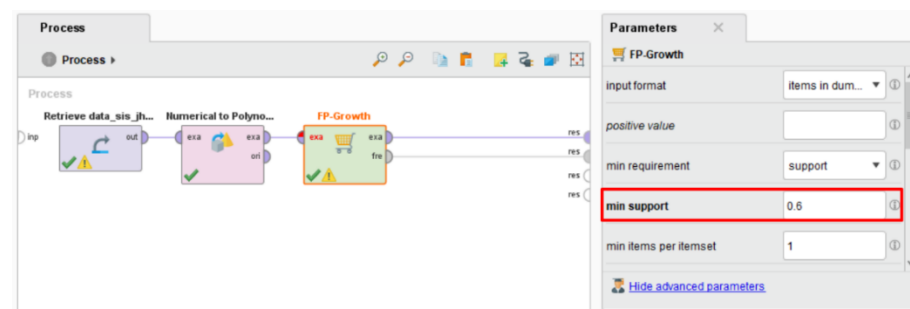 Process
Process
Process
Retrieve data_sis_jh...
Numerical to Polyno...
FP-Growth
inp
out
exa
exa
ori
exa
exa
fre
res
res
res
res
Parameters
FP-Growth
input format
items in dum...
positive value
min requirement
support
min support
0.6
min items per itemset
1
Hide advanced parameters